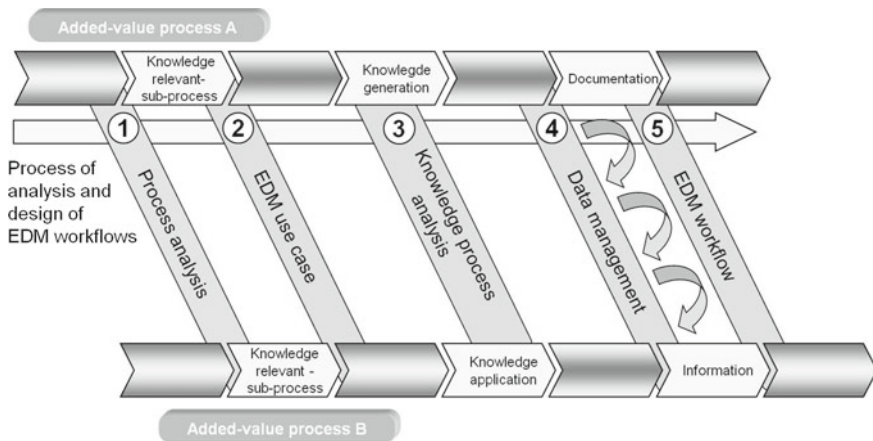 Added-value process A
Knowledge
relevant-
sub-process
Knowlegde
generation
Documentation
1
2
3
4
5
Process of
analysis and
design of
EDM workflows
Process analysis
EDM use case
Knowledge process
analysis
Data management
EDM workflow
Knowledge
relevant -
sub-process
Knowledge
application
Information
Added-value process B